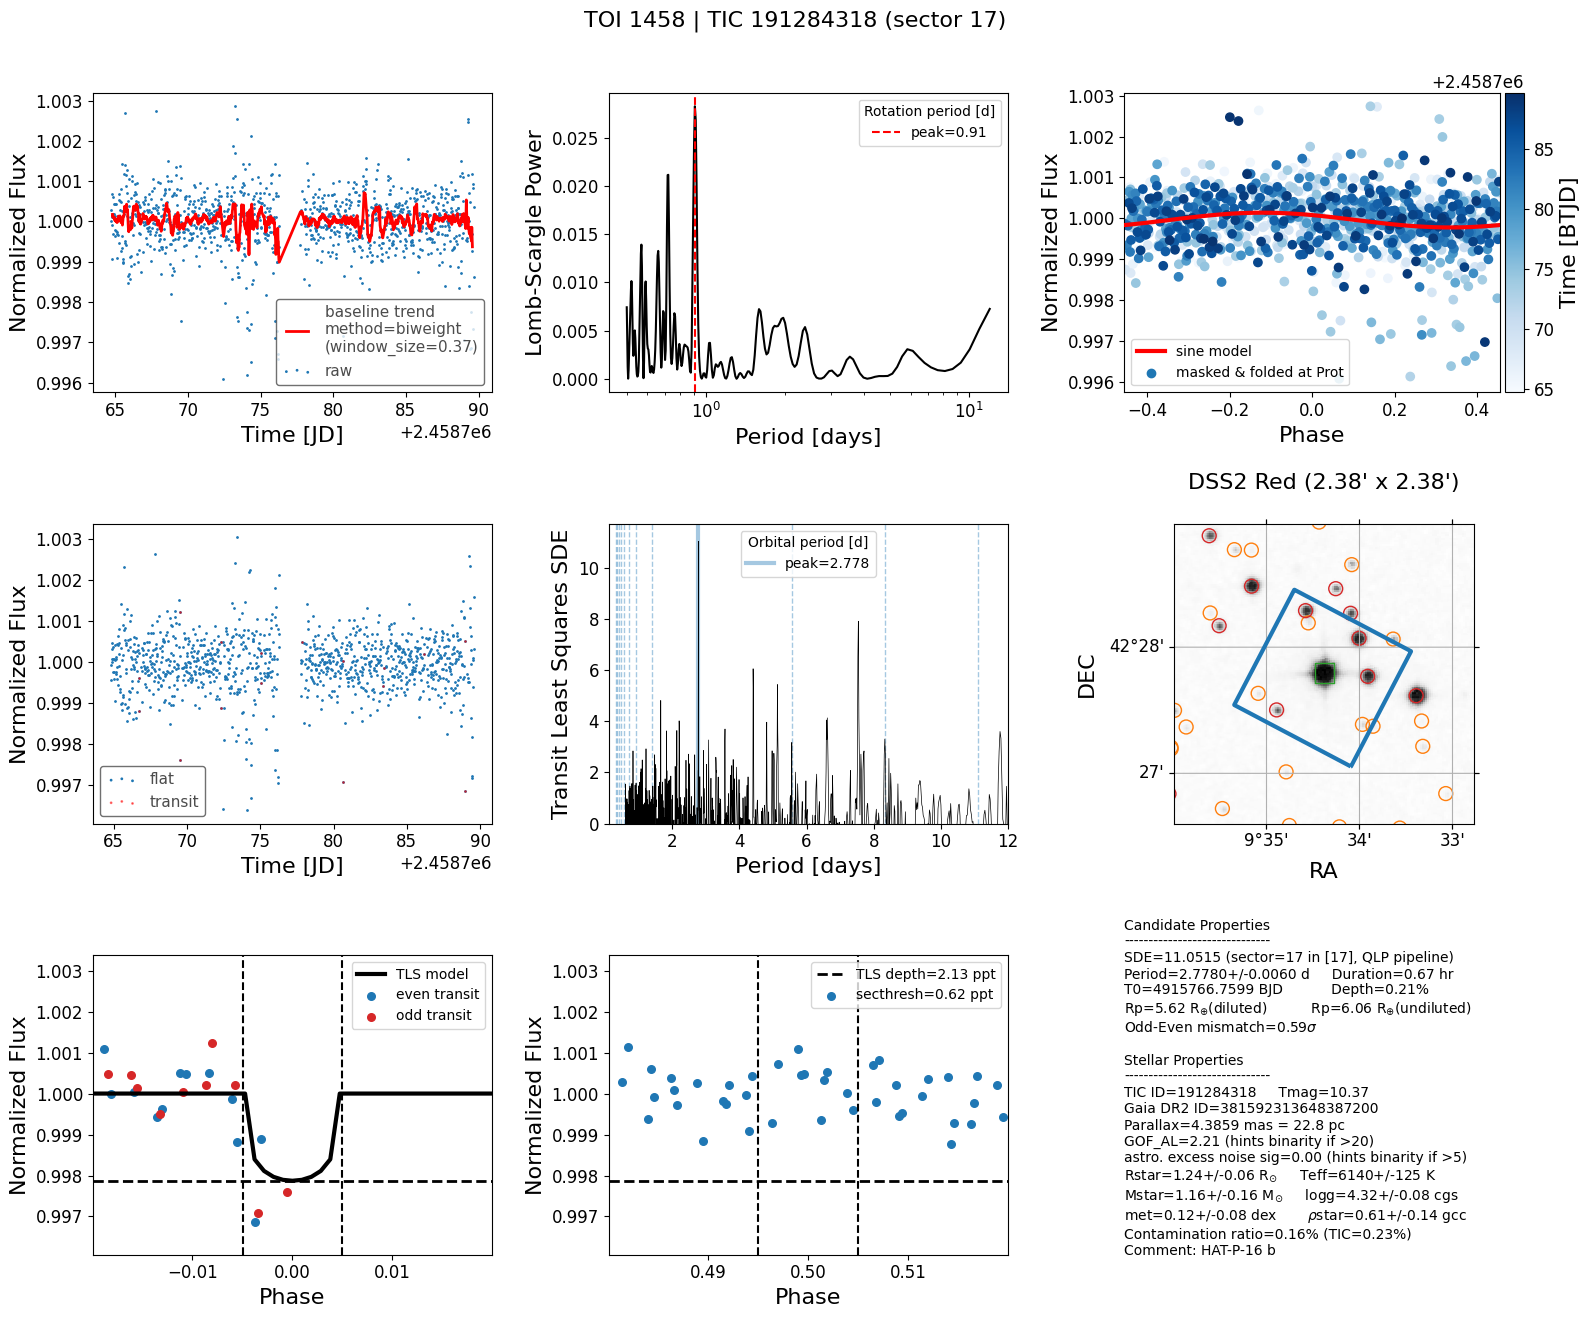 TOI 1458 | TIC 191284318 (sector 17)
1.003
1.002
1.001
1.000
0.999
0.998
0.997
0.996
Normalized Flux
baseline trend
method=biweight
(window_size=0.37)
raw
65 70 75 80 85 90
+2.4587e6
Time [JD]
Lomb-Scargle Power
0.025
0.020
0.015
0.010
0.005
0.000
Rotation period [d]
peak=0.91
10^0 10^1
Period [days]
+2.4587e6
1.003
1.002
1.001
1.000
0.999
0.998
0.997
0.996
Normalized Flux
sine model
masked & folded at Prot
−0.4 −0.2 0.0 0.2 0.4
Phase
85
80
75
70
65
Time [BTJD]
1.003
1.002
1.001
1.000
0.999
0.998
0.997
Normalized Flux
flat
transit
65 70 75 80 85 90
+2.4587e6
Time [JD]
Transit Least Squares SDE
10
8
6
4
2
0
Orbital period [d]
peak=2.778
2 4 6 8 10 12
Period [days]
DSS2 Red (2.38' x 2.38')
DEC
42°28'
27'
9°35' 34' 33'
RA
1.003
1.002
1.001
1.000
0.999
0.998
0.997
Normalized Flux
TLS model
even transit
odd transit
−0.01 0.00 0.01
Phase
1.003
1.002
1.001
1.000
0.999
0.998
0.997
Normalized Flux
TLS depth=2.13 ppt
secthresh=0.62 ppt
0.49 0.50 0.51
Phase
Candidate Properties
------------------------------
SDE=11.0515 (sector=17 in [17], QLP pipeline)
Period=2.7780+/-0.0060 d Duration=0.67 hr
T0=4915766.7599 BJD Depth=0.21%
Rp=5.62 R⊕(diluted) Rp=6.06 R⊕(undiluted)
Odd-Even mismatch=0.59σ
Stellar Properties
------------------------------
TIC ID=191284318 Tmag=10.37
Gaia DR2 ID=381592313648387200
Parallax=4.3859 mas = 22.8 pc
GOF_AL=2.21 (hints binarity if >20)
astro. excess noise sig=0.00 (hints binarity if >5)
Rstar=1.24+/-0.06 R⊙ Teff=6140+/-125 K
Mstar=1.16+/-0.16 M⊙ logg=4.32+/-0.08 cgs
met=0.12+/-0.08 dex ρstar=0.61+/-0.14 gcc
Contamination ratio=0.16% (TIC=0.23%)
Comment: HAT-P-16 b